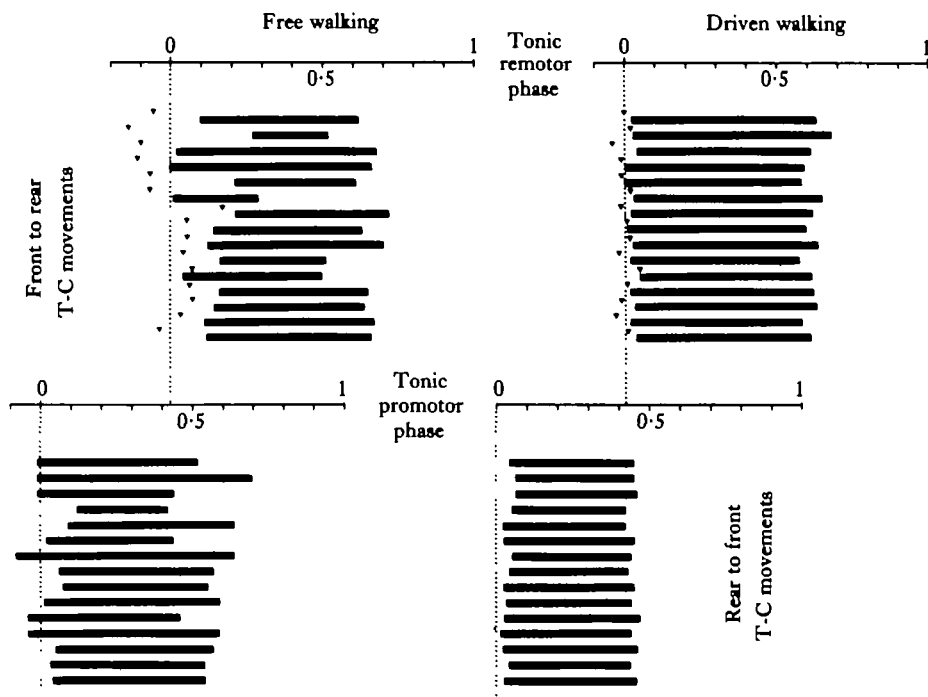 Free walking
Driven walking
0
1
0·5
Tonic
remotor
phase
0
1
0·5
Front to rear
T-C movements
0
1
0·5
Tonic
promotor
phase
0
1
0·5
Rear to front
T-C movements